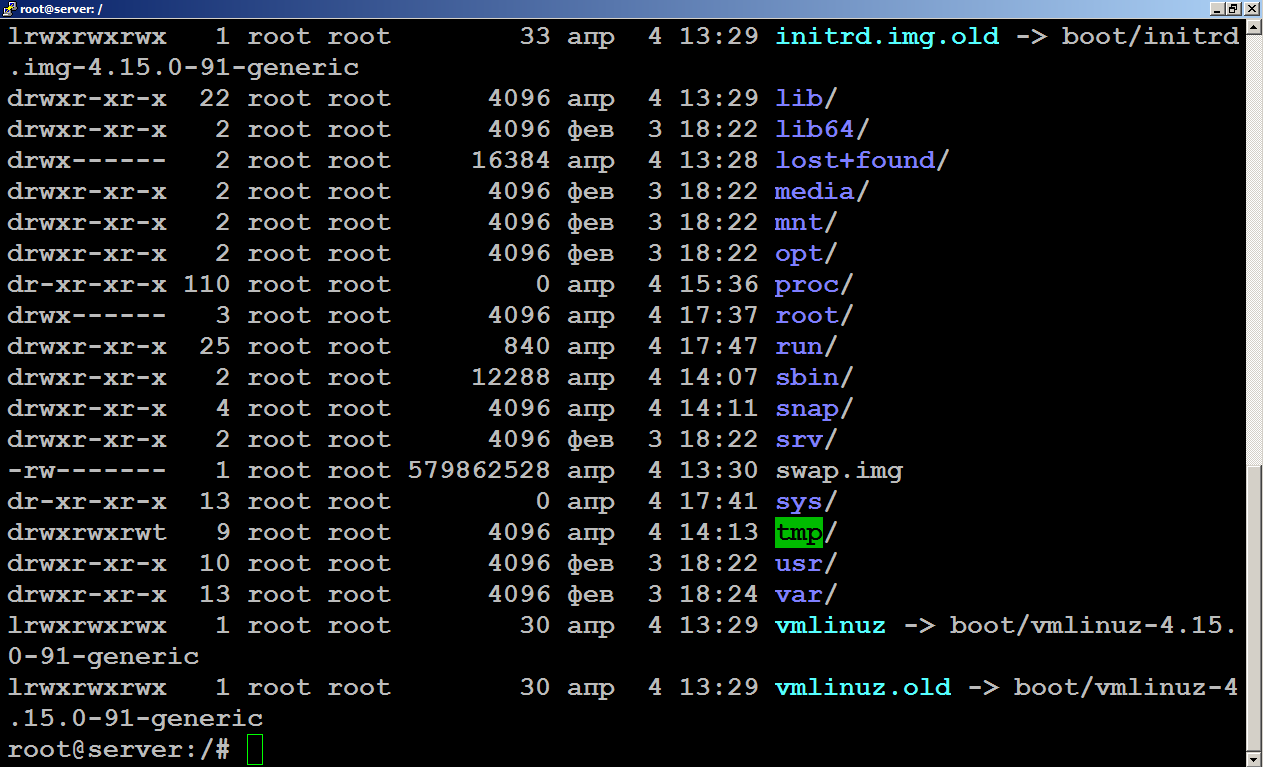 root@server: /
lrwxrwxrwx   1 root root        33 апр  4 13:29 initrd.img.old -> boot/initrd
.img-4.15.0-91-generic
drwxr-xr-x  22 root root      4096 апр  4 13:29 lib/
drwxr-xr-x   2 root root      4096 фев  3 18:22 lib64/
drwx------   2 root root     16384 апр  4 13:28 lost+found/
drwxr-xr-x   2 root root      4096 фев  3 18:22 media/
drwxr-xr-x   2 root root      4096 фев  3 18:22 mnt/
drwxr-xr-x   2 root root      4096 фев  3 18:22 opt/
dr-xr-xr-x 110 root root         0 апр  4 15:36 proc/
drwx------   3 root root      4096 апр  4 17:37 root/
drwxr-xr-x  25 root root       840 апр  4 17:47 run/
drwxr-xr-x   2 root root     12288 апр  4 14:07 sbin/
drwxr-xr-x   4 root root      4096 апр  4 14:11 snap/
drwxr-xr-x   2 root root      4096 фев  3 18:22 srv/
-rw-------   1 root root 579862528 апр  4 13:30 swap.img
dr-xr-xr-x  13 root root         0 апр  4 17:41 sys/
drwxrwxrwt   9 root root      4096 апр  4 14:13 tmp/
drwxr-xr-x  10 root root      4096 фев  3 18:22 usr/
drwxr-xr-x  13 root root      4096 фев  3 18:24 var/
lrwxrwxrwx   1 root root        30 апр  4 13:29 vmlinuz -> boot/vmlinuz-4.15.
0-91-generic
lrwxrwxrwx   1 root root        30 апр  4 13:29 vmlinuz.old -> boot/vmlinuz-4
.15.0-91-generic
root@server:/#